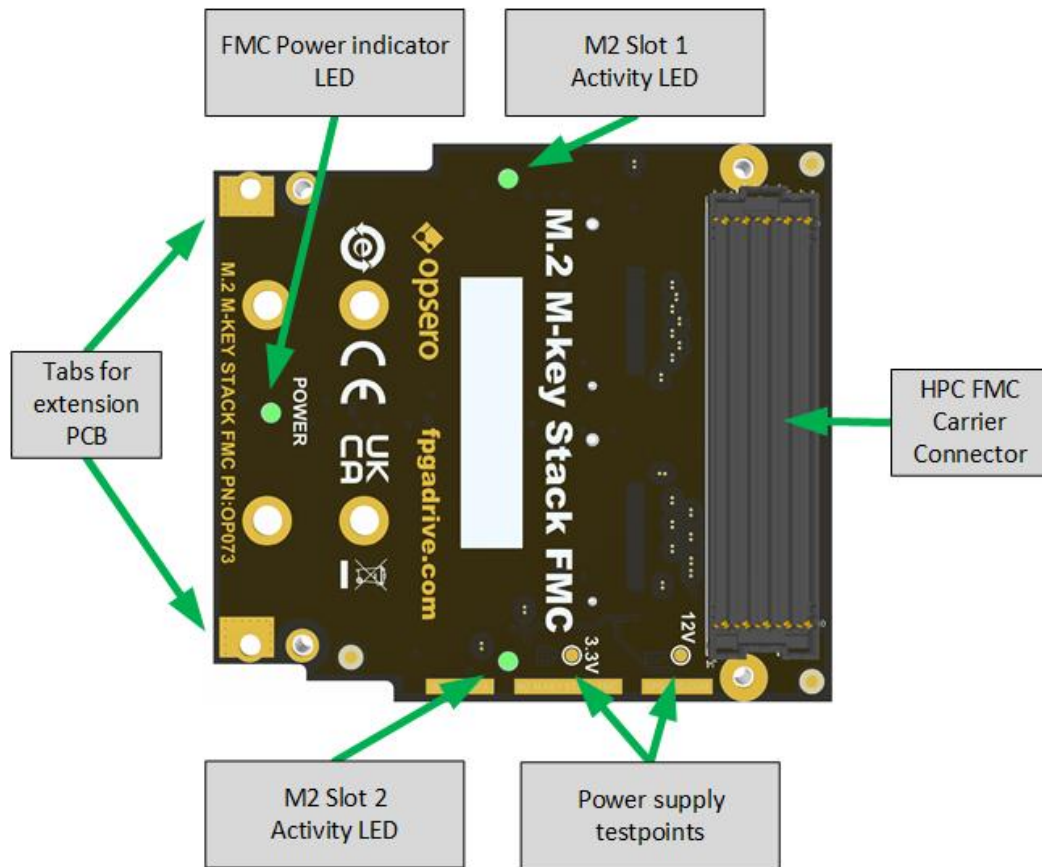 FMC Power indicator
LED
M2 Slot 1
Activity LED
Tabs for
extension
PCB
M.2 M-KEY STACK FMC PN:OP073
POWER
e
CE
UK
CA
opsero
fpgadrive.com
M.2 M-key Stack FMC
3.3V
12V
HPC FMC
Carrier
Connector
M2 Slot 2
Activity LED
Power supply
testpoints